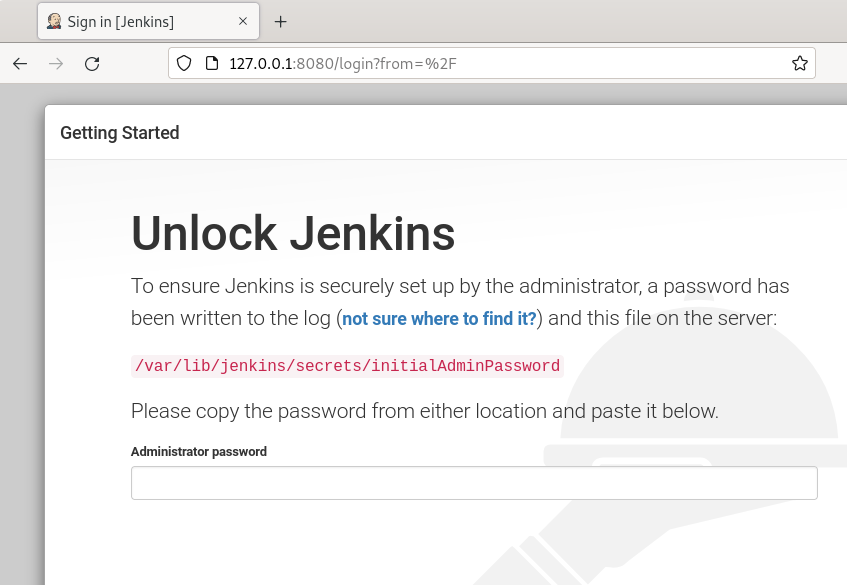 Sign in [Jenkins]
127.0.0.1:8080/login?from=%2F
Getting Started
Unlock Jenkins
To ensure Jenkins is securely set up by the administrator, a password has
been written to the log (not sure where to find it?) and this file on the server:
/var/lib/jenkins/secrets/initialAdminPassword
Please copy the password from either location and paste it below.
Administrator password